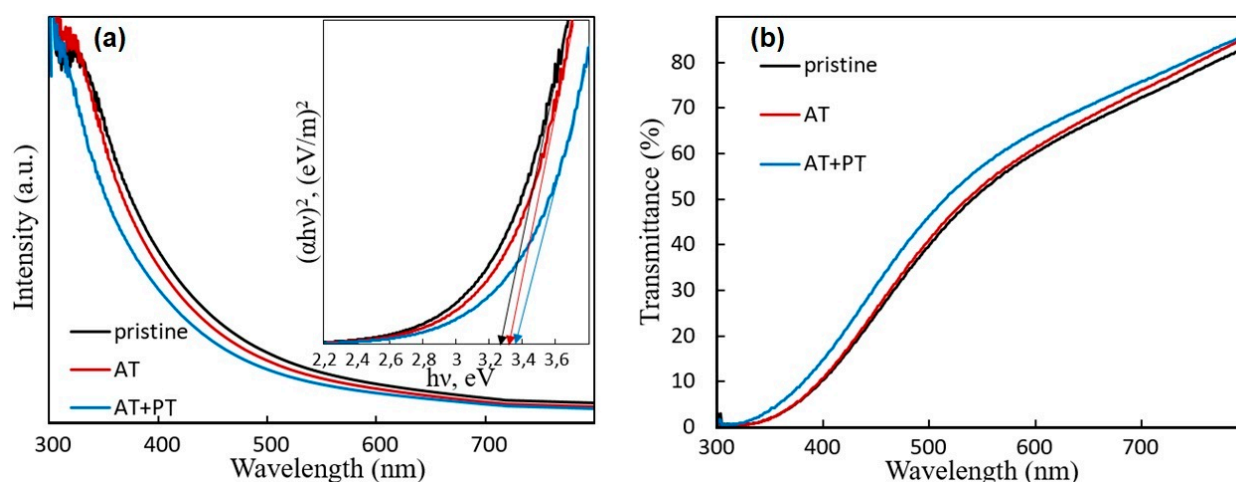 (a)
Intensity (a.u.)
pristine
AT
AT+PT
300 400 500 600 700
Wavelength (nm)
(αhν)², (eV/m)²
2,2 2,4 2,6 2,8 3 3,2 3,4 3,6
hν, eV
(b)
pristine
AT
AT+PT
Transmittance (%)
80
70
60
50
40
30
20
10
0
300 400 500 600 700
Wavelength (nm)